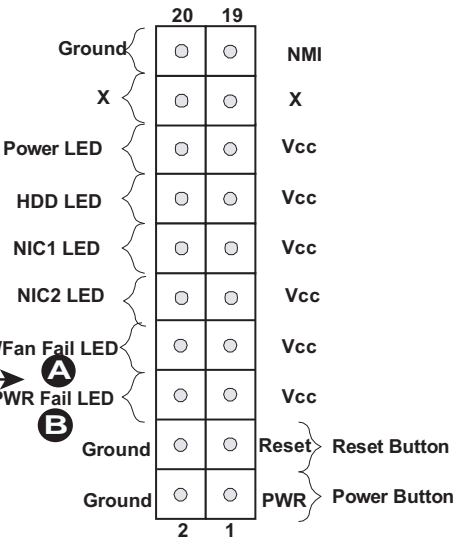 20 19
Ground NMI
X X
Power LED Vcc
HDD LED Vcc
NIC1 LED Vcc
NIC2 LED Vcc
/Fan Fail LED Vcc
A
PWR Fail LED Vcc
B
Ground Reset Reset Button
Ground PWR Power Button
2 1